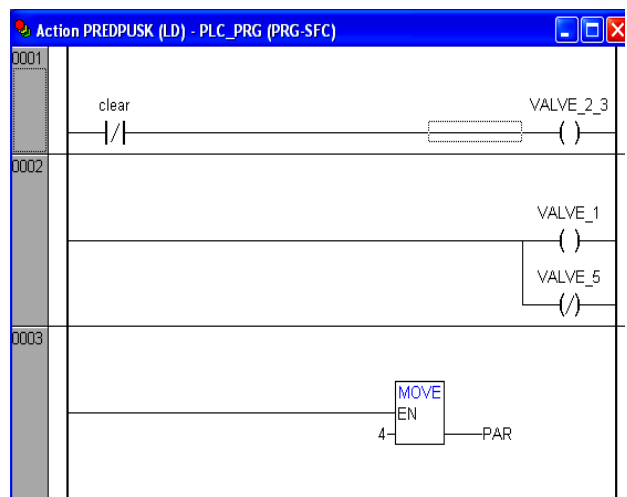 Action PREDPUSK (LD) - PLC_PRG (PRG-SFC)
0001
clear
VALVE_2_3
0002
VALVE_1
VALVE_5
0003
MOVE
EN
4
PAR